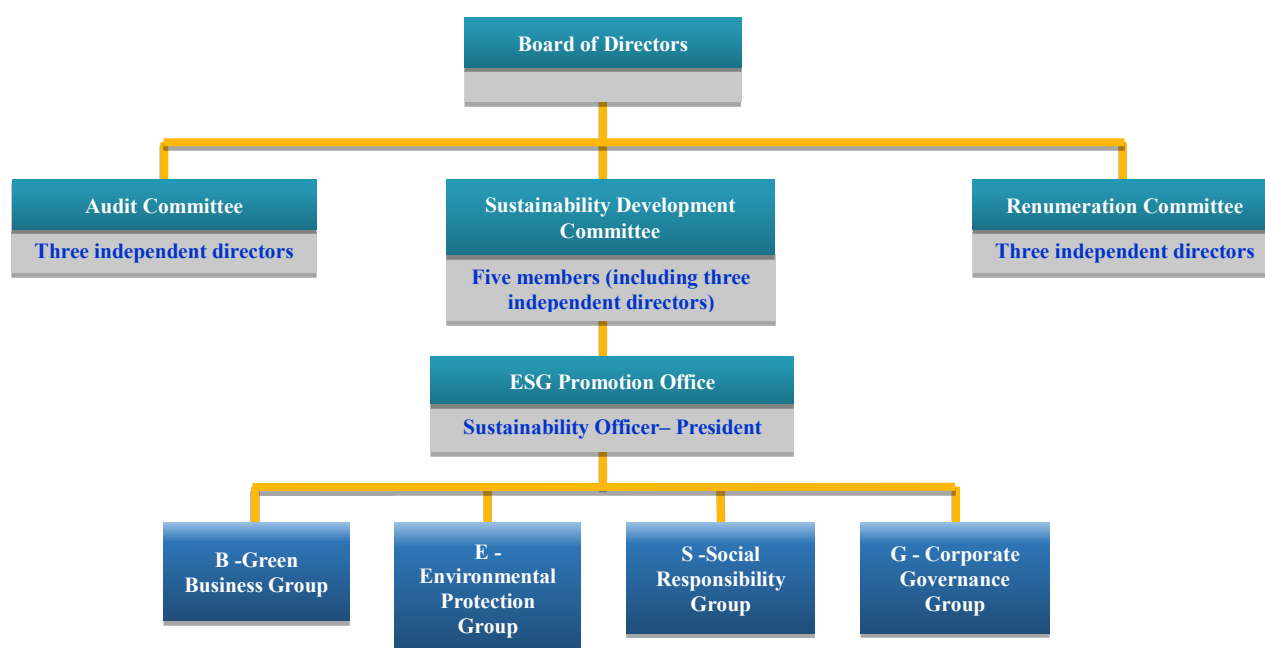 Board of Directors
Audit Committee
Three independent directors
Sustainability Development
Committee
Five members (including three
independent directors)
Renumeration Committee
Three independent directors
ESG Promotion Office
Sustainability Officer– President
B -Green
Business Group
E -
Environmental
Protection
Group
S -Social
Responsibility
Group
G - Corporate
Governance
Group